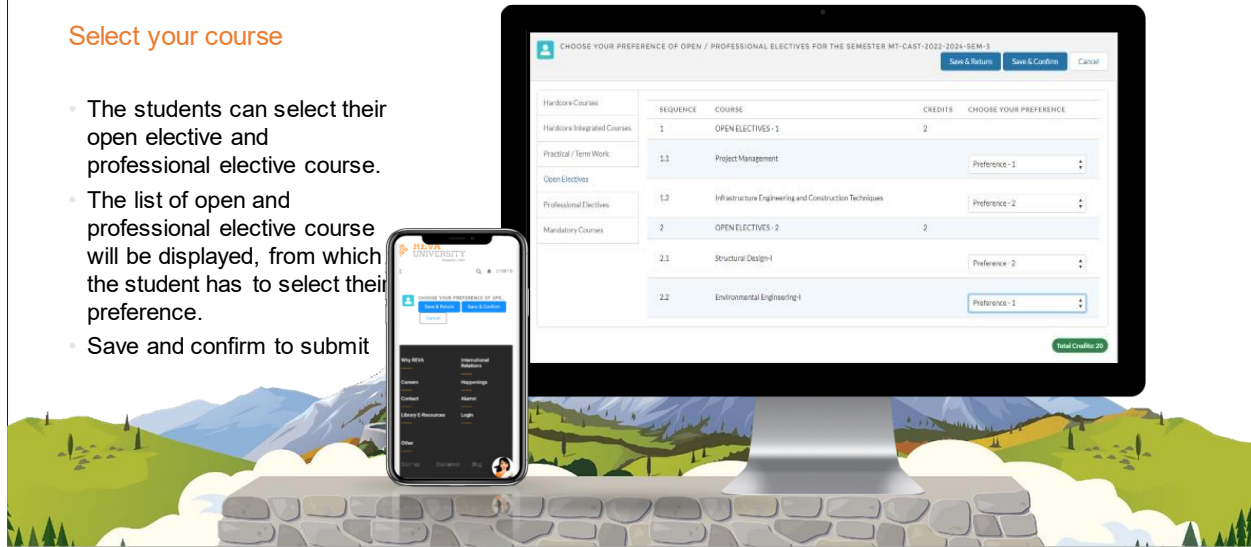 Select your course
The students can select their
open elective and
professional elective course.
The list of open and
professional elective course
will be displayed, from which
the student has to select their
preference.
Save and confirm to submit
CHOOSE YOUR PREFERENCE OF OPEN / PROFESSIONAL ELECTIVES FOR THE SEMESTER MT-CAST-2022-2024-SEM-3
Save & Return Save & Confirm Cancel
Hardcore Courses
Hardcore Integrated Courses
Practical / Term Work
Open Electives
Professional Electives
Mandatory Courses
SEQUENCE COURSE CREDITS CHOOSE YOUR PREFERENCE
1 OPEN ELECTIVES - 1 2
1.1 Project Management Preference - 1
1.2 Infrastructure Engineering and Construction Techniques Preference - 2
2 OPEN ELECTIVES - 2 2
2.1 Structural Design-I Preference - 2
2.2 Environmental Engineering-I Preference - 1
Total Credits: 20
REVA
UNIVERSITY
CHOOSE YOUR PREFERENCE OF OPE..
Save & Return Save & Confirm
Cancel
Why REVA International
Relations
Careers Happenings
Contact Alumni
Library E-Resources Login
Other
Blog